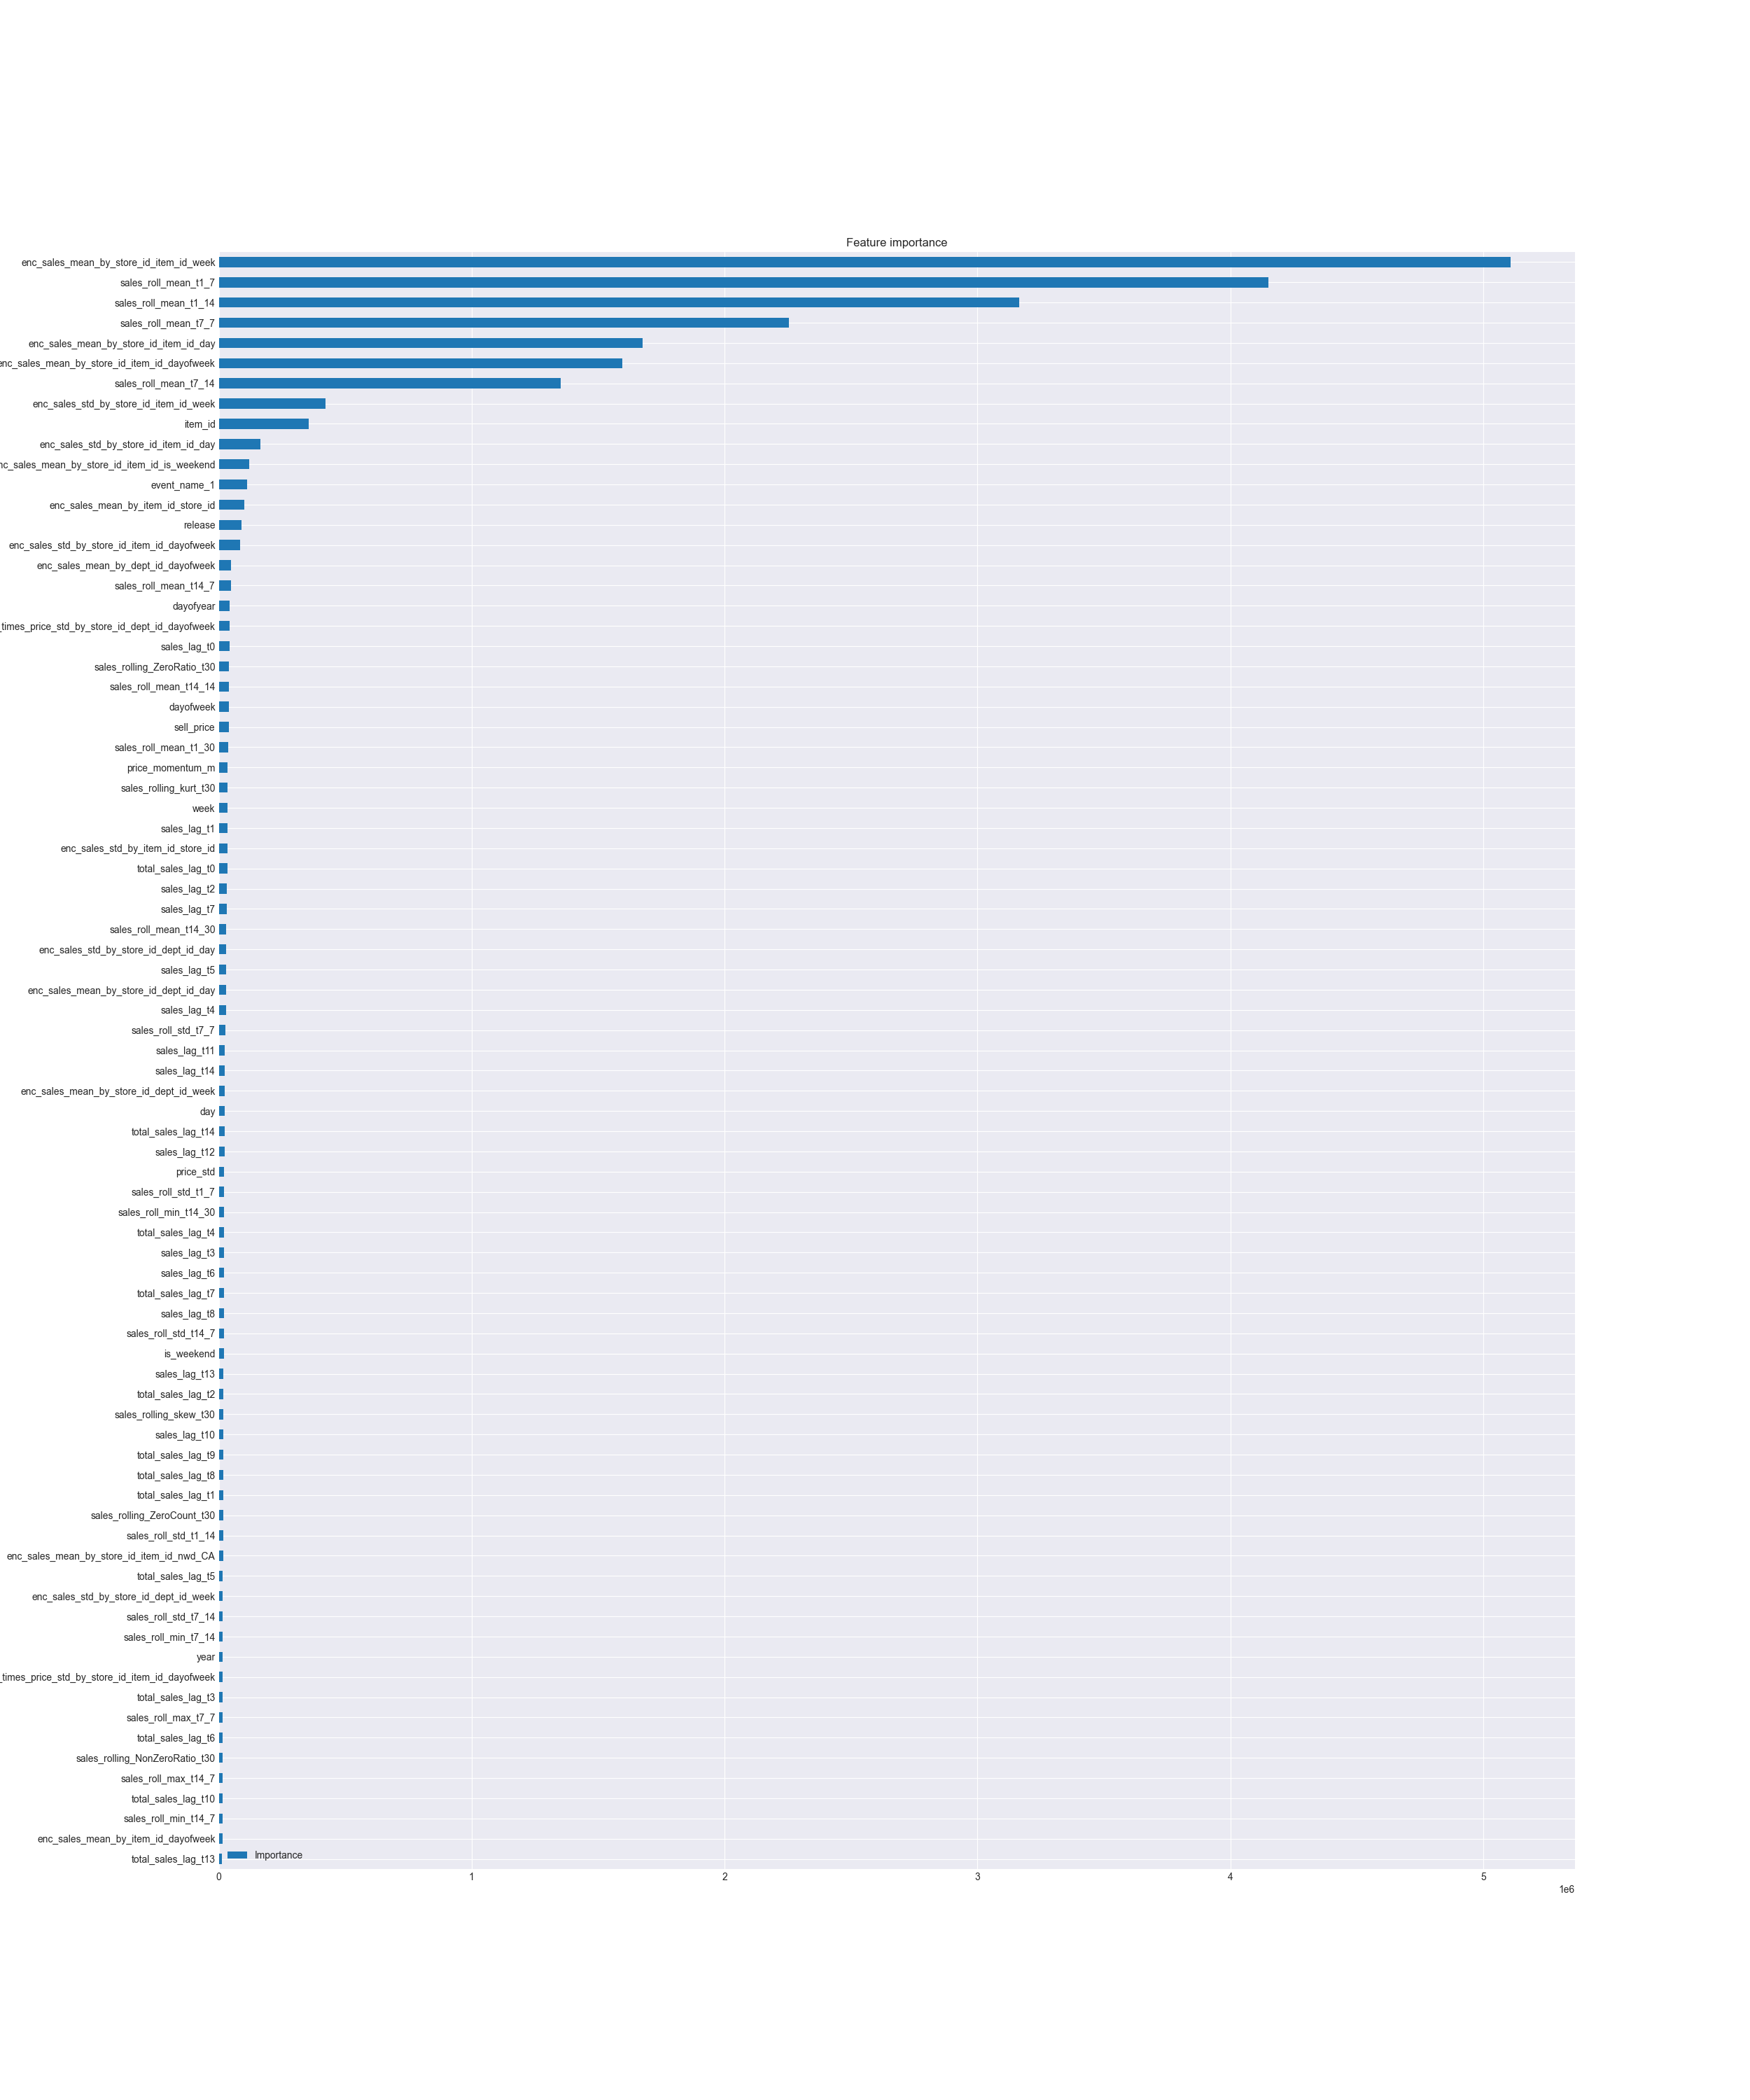 Feature importance
enc_sales_mean_by_store_id_item_id_week
sales_roll_mean_t1_7
sales_roll_mean_t1_14
sales_roll_mean_t7_7
enc_sales_mean_by_store_id_item_id_day
enc_sales_mean_by_store_id_item_id_dayofweek
sales_roll_mean_t7_14
enc_sales_std_by_store_id_item_id_week
item_id
enc_sales_std_by_store_id_item_id_day
nc_sales_mean_by_store_id_item_id_is_weekend
event_name_1
enc_sales_mean_by_item_id_store_id
release
enc_sales_std_by_store_id_item_id_dayofweek
enc_sales_mean_by_dept_id_dayofweek
sales_roll_mean_t14_7
dayofyear
_times_price_std_by_store_id_dept_id_dayofweek
sales_lag_t0
sales_rolling_ZeroRatio_t30
sales_roll_mean_t14_14
dayofweek
sell_price
sales_roll_mean_t1_30
price_momentum_m
sales_rolling_kurt_t30
week
sales_lag_t1
enc_sales_std_by_item_id_store_id
total_sales_lag_t0
sales_lag_t2
sales_lag_t7
sales_roll_mean_t14_30
enc_sales_std_by_store_id_dept_id_day
sales_lag_t5
enc_sales_mean_by_store_id_dept_id_day
sales_lag_t4
sales_roll_std_t7_7
sales_lag_t11
sales_lag_t14
enc_sales_mean_by_store_id_dept_id_week
day
total_sales_lag_t14
sales_lag_t12
price_std
sales_roll_std_t1_7
sales_roll_min_t14_30
total_sales_lag_t4
sales_lag_t3
sales_lag_t6
total_sales_lag_t7
sales_lag_t8
sales_roll_std_t14_7
is_weekend
sales_lag_t13
total_sales_lag_t2
sales_rolling_skew_t30
sales_lag_t10
total_sales_lag_t9
total_sales_lag_t8
total_sales_lag_t1
sales_rolling_ZeroCount_t30
sales_roll_std_t1_14
enc_sales_mean_by_store_id_item_id_nwd_CA
total_sales_lag_t5
enc_sales_std_by_store_id_dept_id_week
sales_roll_std_t7_14
sales_roll_min_t7_14
year
_times_price_std_by_store_id_item_id_dayofweek
total_sales_lag_t3
sales_roll_max_t7_7
total_sales_lag_t6
sales_rolling_NonZeroRatio_t30
sales_roll_max_t14_7
total_sales_lag_t10
sales_roll_min_t14_7
enc_sales_mean_by_item_id_dayofweek
total_sales_lag_t13
Importance
0 1 2 3 4 5
1e6